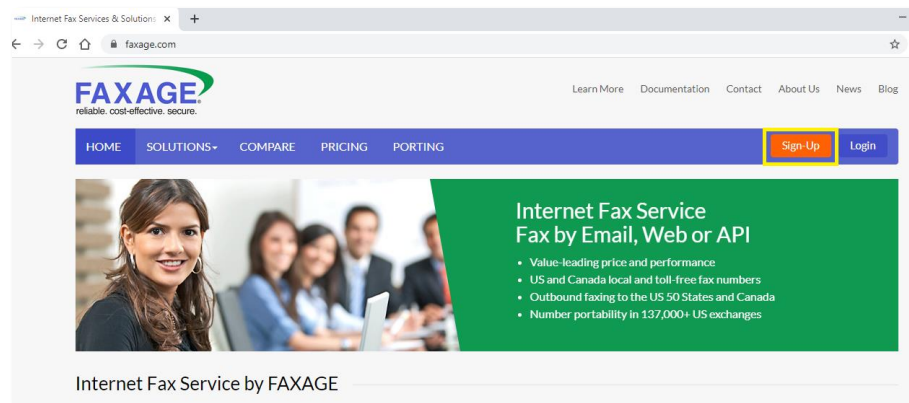 Internet Fax Services & Solution
faxage.com
FAXAGE.
reliable. cost-effective. secure.
Learn More Documentation Contact About Us News Blog
HOME SOLUTIONS COMPARE PRICING PORTING Sign-Up Login
Internet Fax Service
Fax by Email, Web or API
• Value-leading price and performance
• US and Canada local and toll-free fax numbers
• Outbound faxing to the US 50 States and Canada
• Number portability in 137,000+ US exchanges
Internet Fax Service by FAXAGE